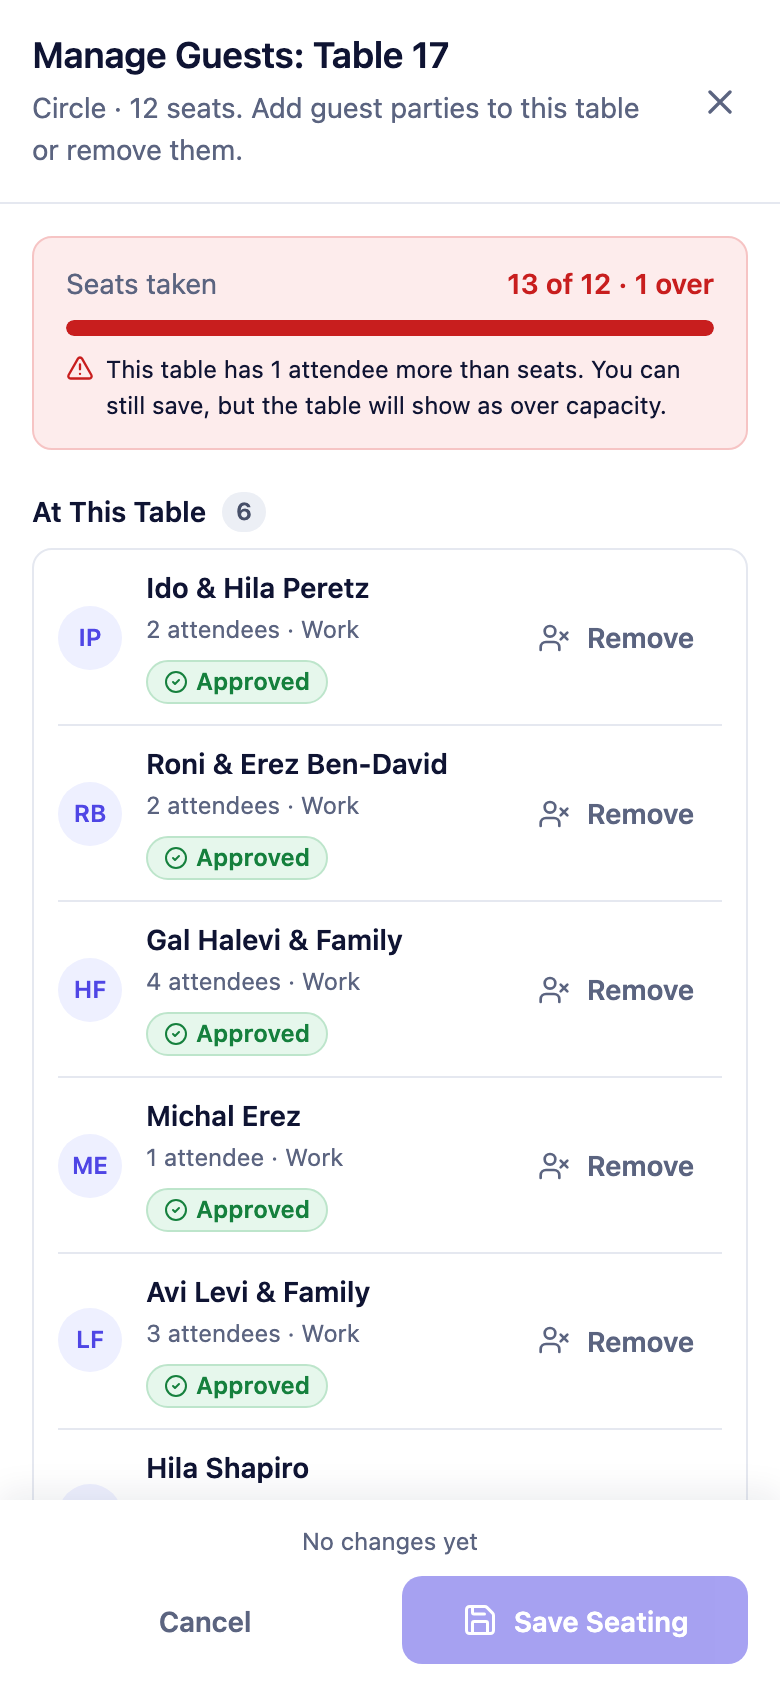 Manage Guests: Table 17
Circle · 12 seats. Add guest parties to this table
or remove them.
Seats taken
13 of 12 · 1 over
This table has 1 attendee more than seats. You can
still save, but the table will show as over capacity.
At This Table 6
IP
Ido & Hila Peretz
2 attendees · Work
Approved
Remove
RB
Roni & Erez Ben-David
2 attendees · Work
Approved
Remove
HF
Gal Halevi & Family
4 attendees · Work
Approved
Remove
ME
Michal Erez
1 attendee · Work
Approved
Remove
LF
Avi Levi & Family
3 attendees · Work
Approved
Remove
Hila Shapiro
No changes yet
Cancel
Save Seating